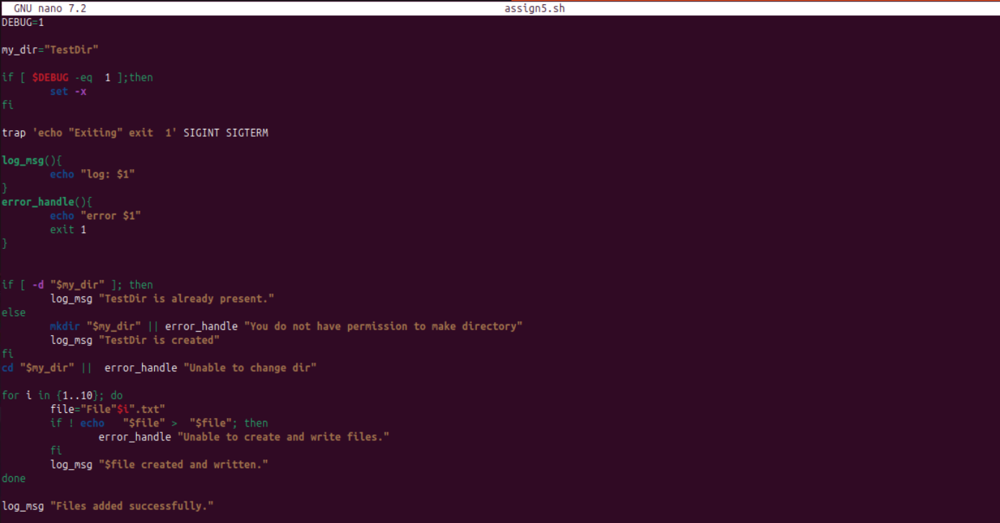 GNU nano 7.2 assign5.sh
DEBUG=1
my_dir="TestDir"
if [ $DEBUG -eq  1 ];then
        set -x
fi
trap 'echo "Exiting" exit  1' SIGINT SIGTERM
log_msg(){
        echo "log: $1"
}
error_handle(){
        echo "error $1"
        exit 1
}
if [ -d "$my_dir" ]; then
        log_msg "TestDir is already present."
else
        mkdir "$my_dir" || error_handle "You do not have permission to make directory"
        log_msg "TestDir is created"
fi
cd "$my_dir" ||  error_handle "Unable to change dir"
for i in {1..10}; do
        file="File"$i".txt"
        if ! echo   "$file" >  "$file"; then
                error_handle "Unable to create and write files."
        fi
        log_msg "$file created and written."
done
log_msg "Files added successfully."